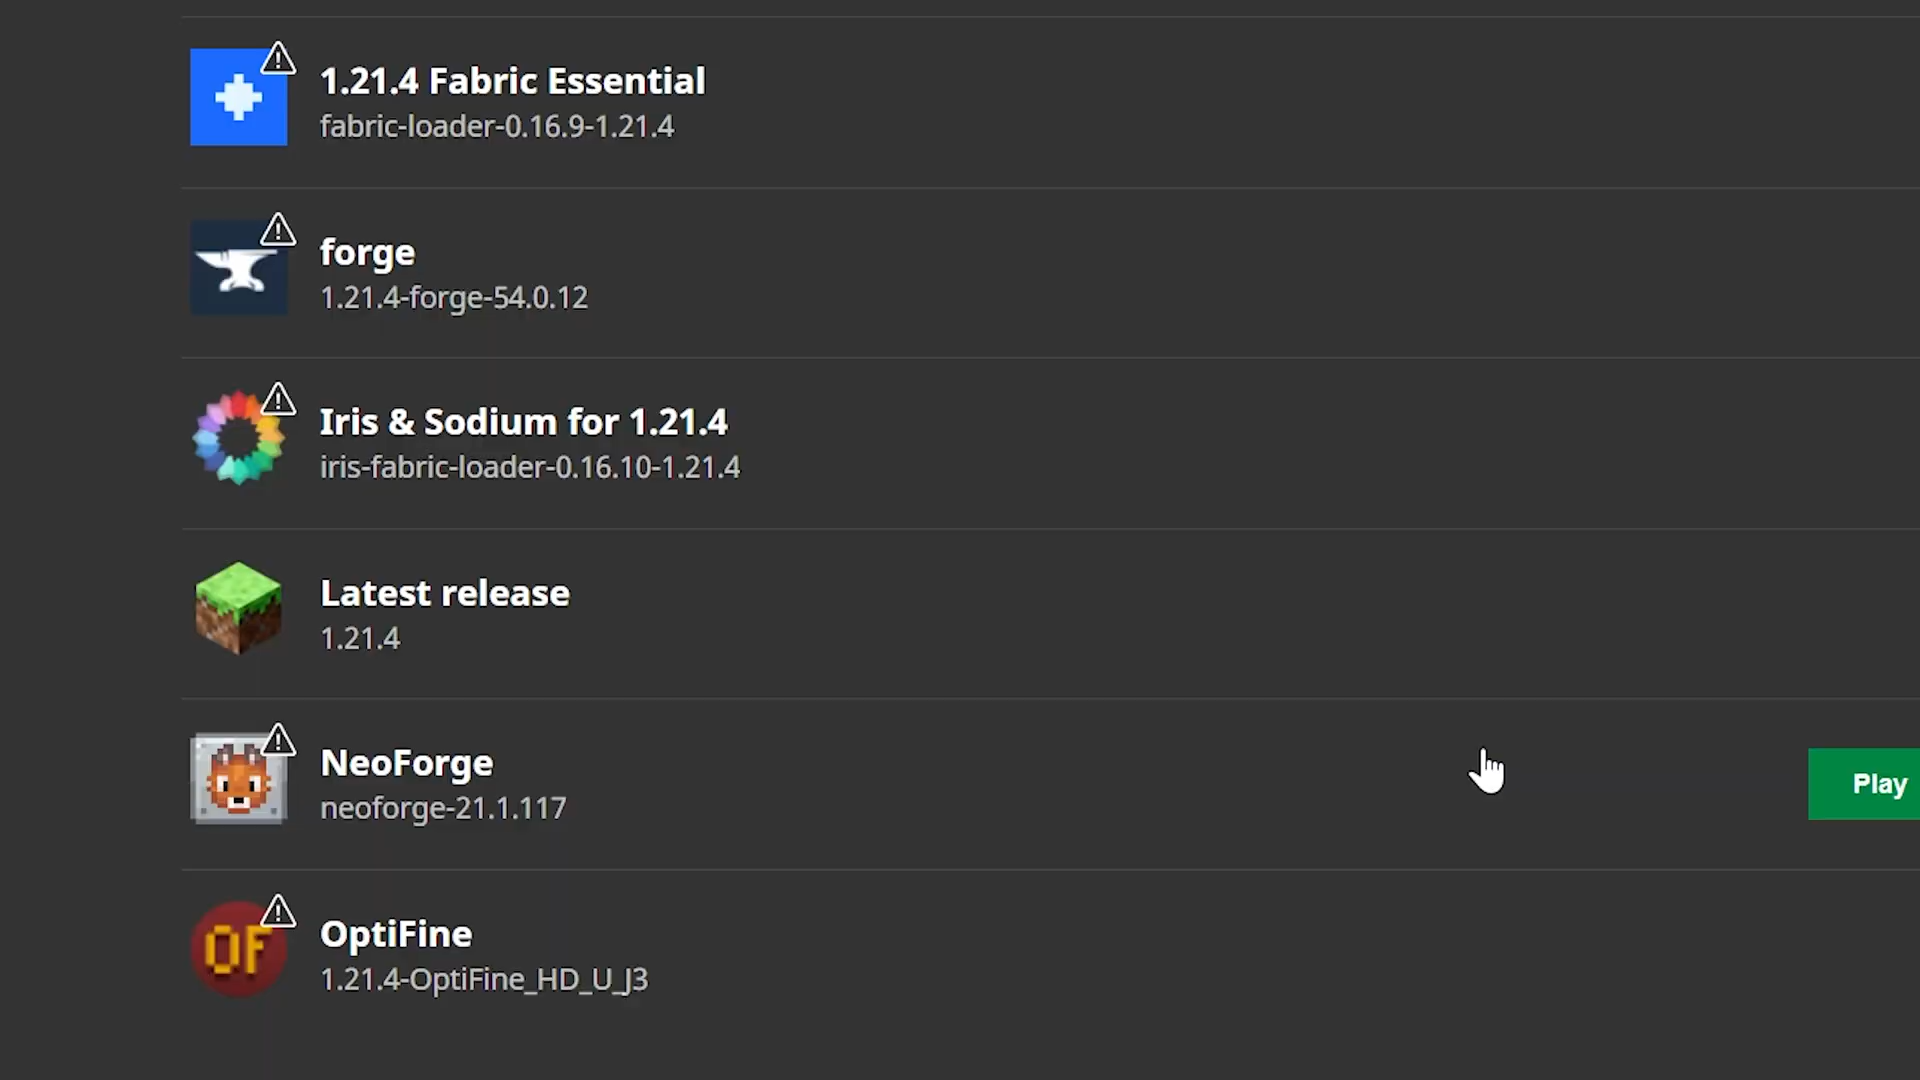 1.21.4 Fabric Essential
fabric-loader-0.16.9-1.21.4
forge
1.21.4-forge-54.0.12
Iris & Sodium for 1.21.4
iris-fabric-loader-0.16.10-1.21.4
Latest release
1.21.4
NeoForge
neoforge-21.1.117
Play
OF
OptiFine
1.21.4-OptiFine_HD_U_J3